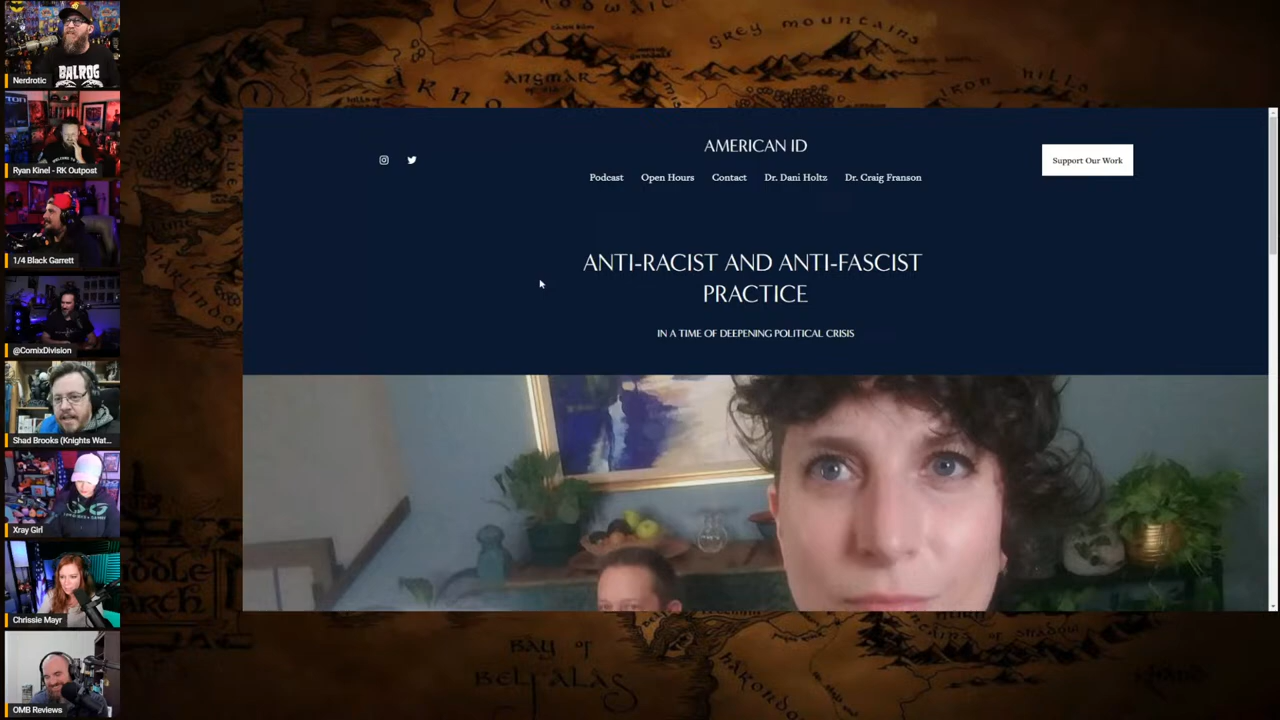 Nerdrotic
BALROG
Ryan Kinel - RK Outpost
1/4 Black Garrett
@ComixDivision
Shad Brooks (Knights Wat...
Xray Girl
Chrissie Mayr
OMB Reviews
GREY MOUNTAINS
ANGMAR
AMERICAN ID
Podcast
Open Hours
Contact
Dr. Dani Holtz
Dr. Craig Franson
Support Our Work
ANTI-RACIST AND ANTI-FASCIST
PRACTICE
IN A TIME OF DEEPENING POLITICAL CRISIS
BAY OF
BELFALAS